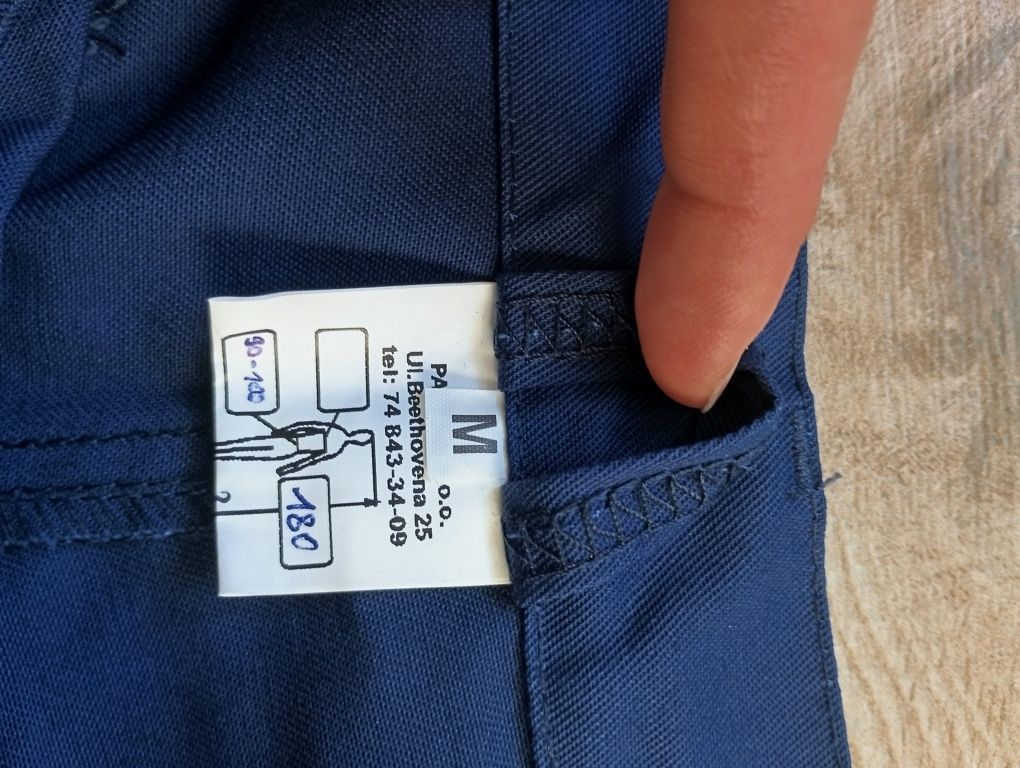 M
PA o.o.
Ul.Beethovena 25
tel: 74 843-34-09
90-100
180